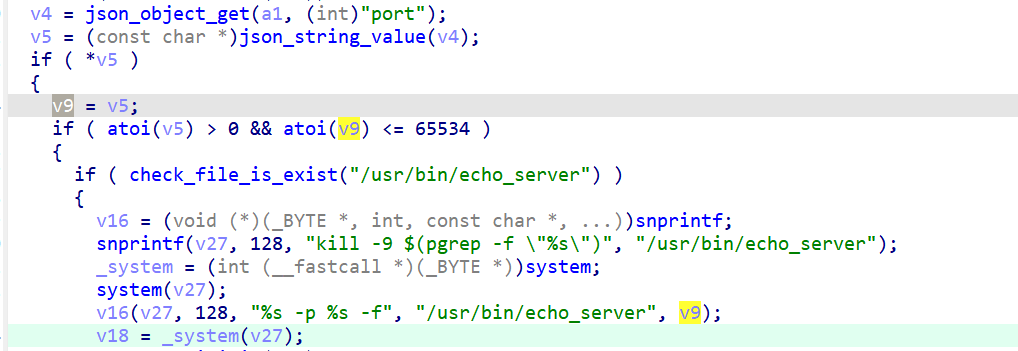 v4 = json_object_get(a1, (int)"port");
v5 = (const char *)json_string_value(v4);
if ( *v5 )
{
v9 = v5;
if ( atoi(v5) > 0 && atoi(v9) <= 65534 )
{
if ( check_file_is_exist("/usr/bin/echo_server") )
{
v16 = (void (*)(_BYTE *, int, const char *, ...))snprintf;
snprintf(v27, 128, "kill -9 $(pgrep -f \"%s\")", "/usr/bin/echo_server");
_system = (int (__fastcall *)(_BYTE *))system;
system(v27);
v16(v27, 128, "%s -p %s -f", "/usr/bin/echo_server", v9);
v18 = _system(v27);